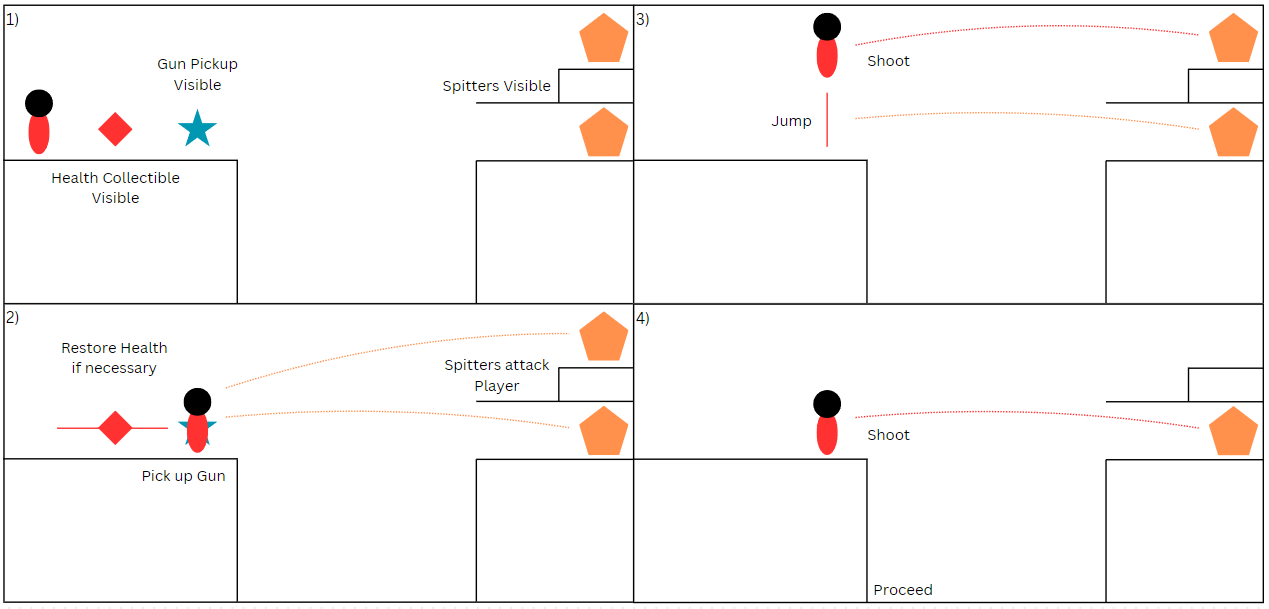 1)
Gun Pickup
Visible
Spitters Visible
Health Collectible
Visible
2)
Restore Health
if necessary
Spitters attack
Player
Pick up Gun
3)
Shoot
Jump
4)
Shoot
Proceed